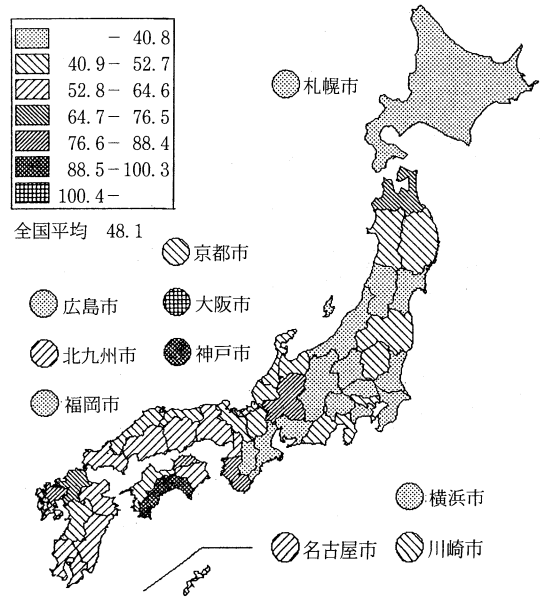 - 40.8
40.9- 52.7
52.8- 64.6
64.7- 76.5
76.6- 88.4
88.5-100.3
100.4-
全国平均 48.1
札幌市
京都市
広島市
大阪市
北九州市
神戸市
福岡市
横浜市
名古屋市
川崎市